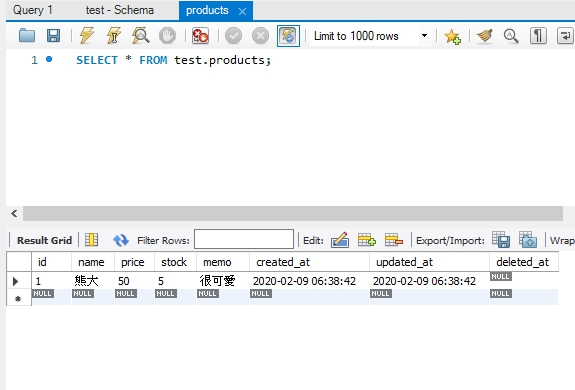 Query 1 test - Schema products
Limit to 1000 rows
1 SELECT * FROM test.products;
Result Grid Filter Rows: Edit: Export/Import: Wrap
id name price stock memo created_at updated_at deleted_at
1 熊大 50 5 很可愛 2020-02-09 06:38:42 2020-02-09 06:38:42 NULL
NULL NULL NULL NULL NULL NULL NULL NULL